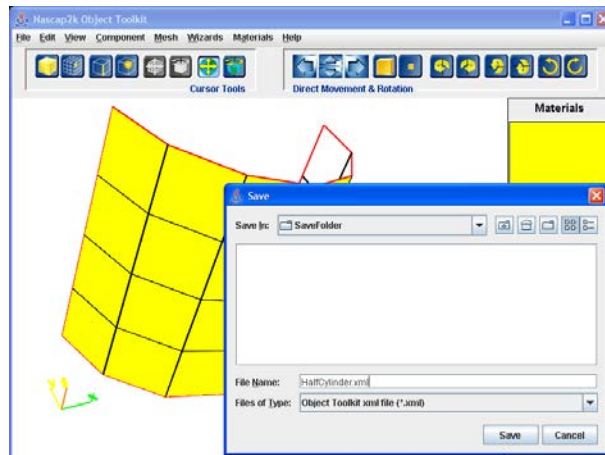 Nascap2k Object Toolkit
File Edit View Component Mesh Wizards Materials Help
Cursor Tools
Direct Movement & Rotation
Materials
Save
Save In: SaveFolder
File Name: HalfCylinder.xml
Files of Type: Object Toolkit xml file (*.xml)
Save Cancel